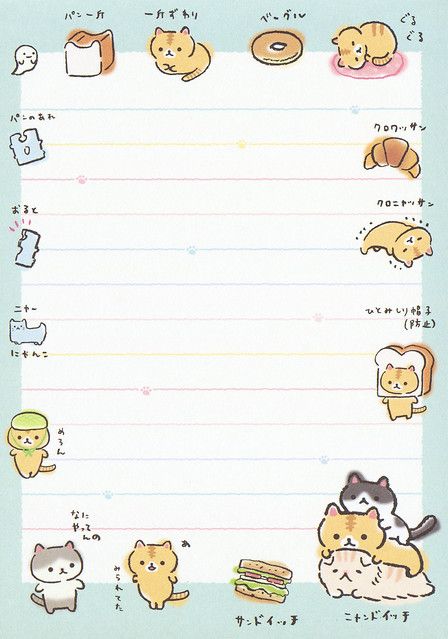 パン一斤
一斤ずわり
ベーグル
ぐる
ぐる
パンのあれ
クロワッサン
おると
クロニャッサン
ニャー
にゃんこ
ひとみしり帽子
(防止)
めろん
なに
やってんの
あ
みられてた
サンドイッチ
ニャンドイッチ